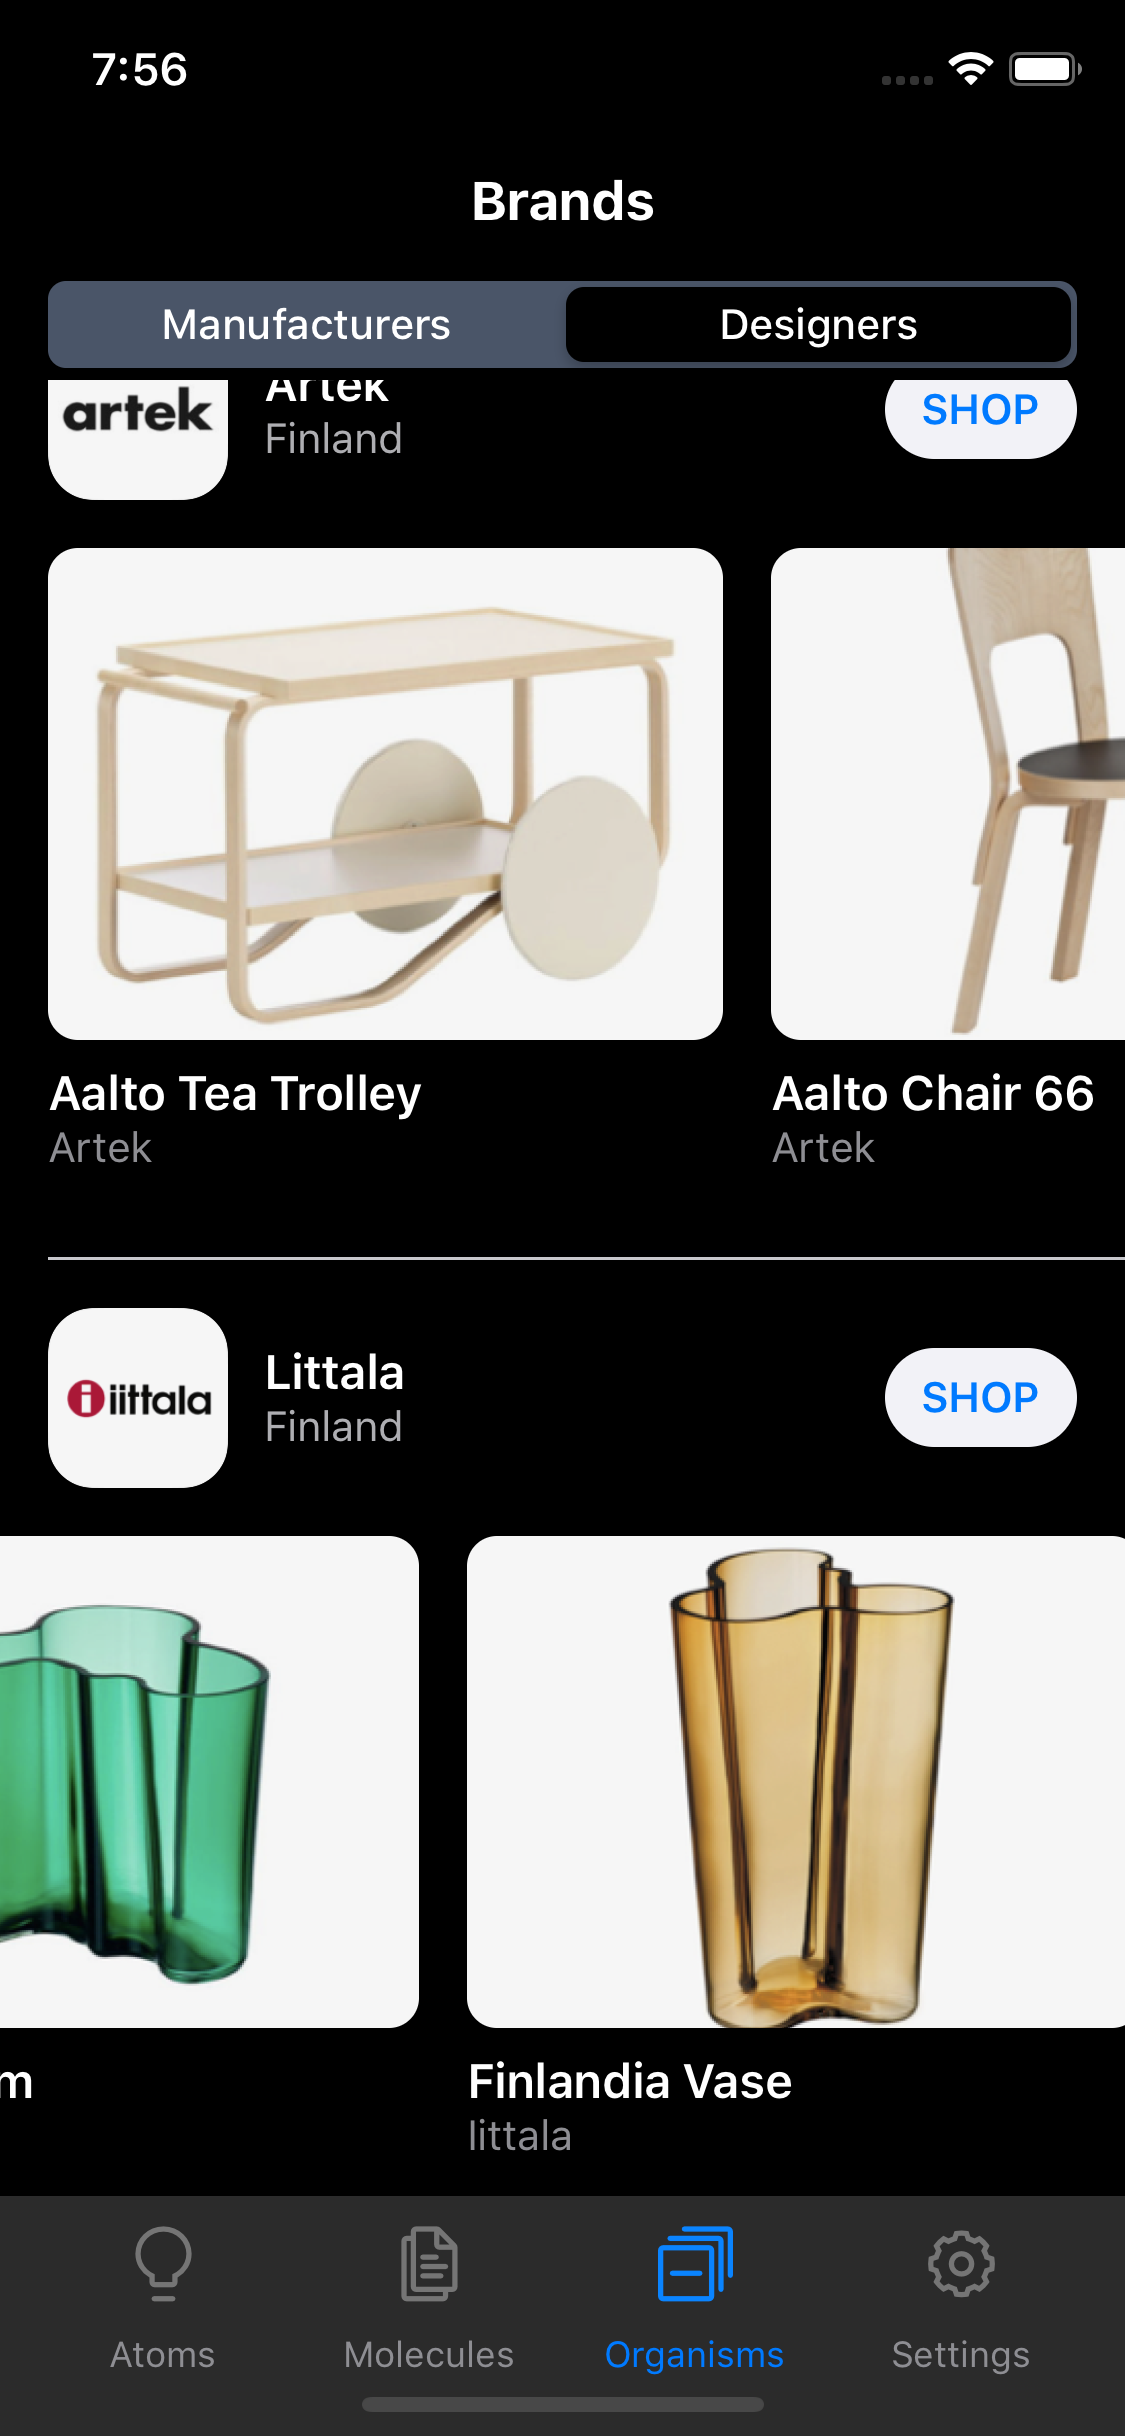 7:56
Brands
Manufacturers
Designers
artek
Artek
Finland
SHOP
Aalto Tea Trolley
Artek
Aalto Chair 66
Artek
iittala
Littala
Finland
SHOP
m
Finlandia Vase
Iittala
Atoms
Molecules
Organisms
Settings